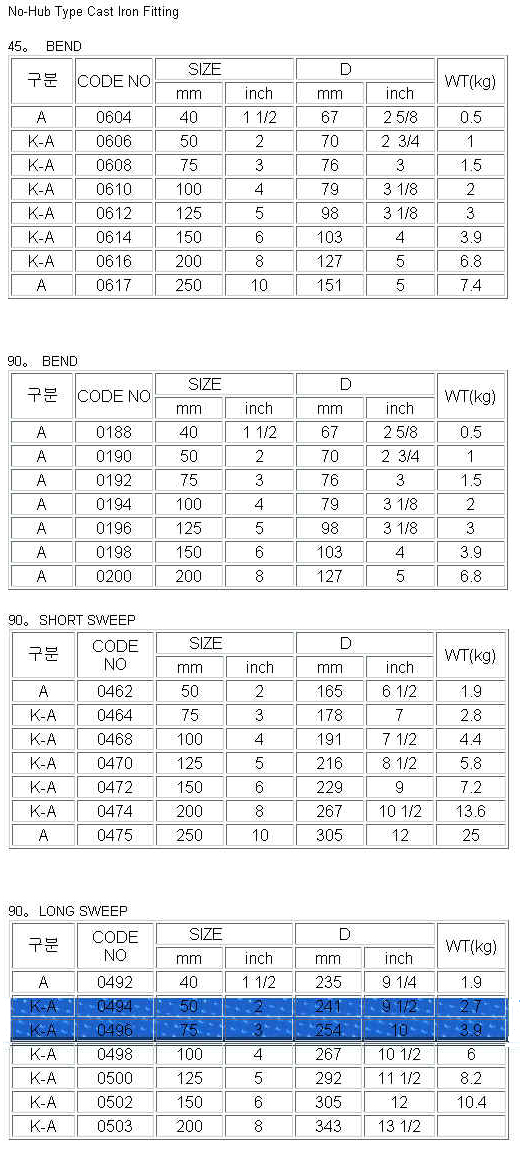 No-Hub Type Cast Iron Fitting
45。 BEND
구분 CODE NO SIZE D WT(kg)
mm inch mm inch
A 0604 40 1 1/2 67 2 5/8 0.5
K-A 0606 50 2 70 2 3/4 1
K-A 0608 75 3 76 3 1.5
K-A 0610 100 4 79 3 1/8 2
K-A 0612 125 5 98 3 1/8 3
K-A 0614 150 6 103 4 3.9
K-A 0616 200 8 127 5 6.8
A 0617 250 10 151 5 7.4
90。 BEND
구분 CODE NO SIZE D WT(kg)
mm inch mm inch
A 0188 40 1 1/2 67 2 5/8 0.5
A 0190 50 2 70 2 3/4 1
A 0192 75 3 76 3 1.5
A 0194 100 4 79 3 1/8 2
A 0196 125 5 98 3 1/8 3
A 0198 150 6 103 4 3.9
A 0200 200 8 127 5 6.8
90。 SHORT SWEEP
구분 CODE NO SIZE D WT(kg)
mm inch mm inch
A 0462 50 2 165 6 1/2 1.9
K-A 0464 75 3 178 7 2.8
K-A 0468 100 4 191 7 1/2 4.4
K-A 0470 125 5 216 8 1/2 5.8
K-A 0472 150 6 229 9 7.2
K-A 0474 200 8 267 10 1/2 13.6
A 0475 250 10 305 12 25
90。 LONG SWEEP
구분 CODE NO SIZE D WT(kg)
mm inch mm inch
A 0492 40 1 1/2 235 9 1/4 1.9
K-A 0494 50 2 241 9 1/2 2.7
K-A 0496 75 3 254 10 3.9
K-A 0498 100 4 267 10 1/2 6
K-A 0500 125 5 292 11 1/2 8.2
K-A 0502 150 6 305 12 10.4
K-A 0503 200 8 343 13 1/2